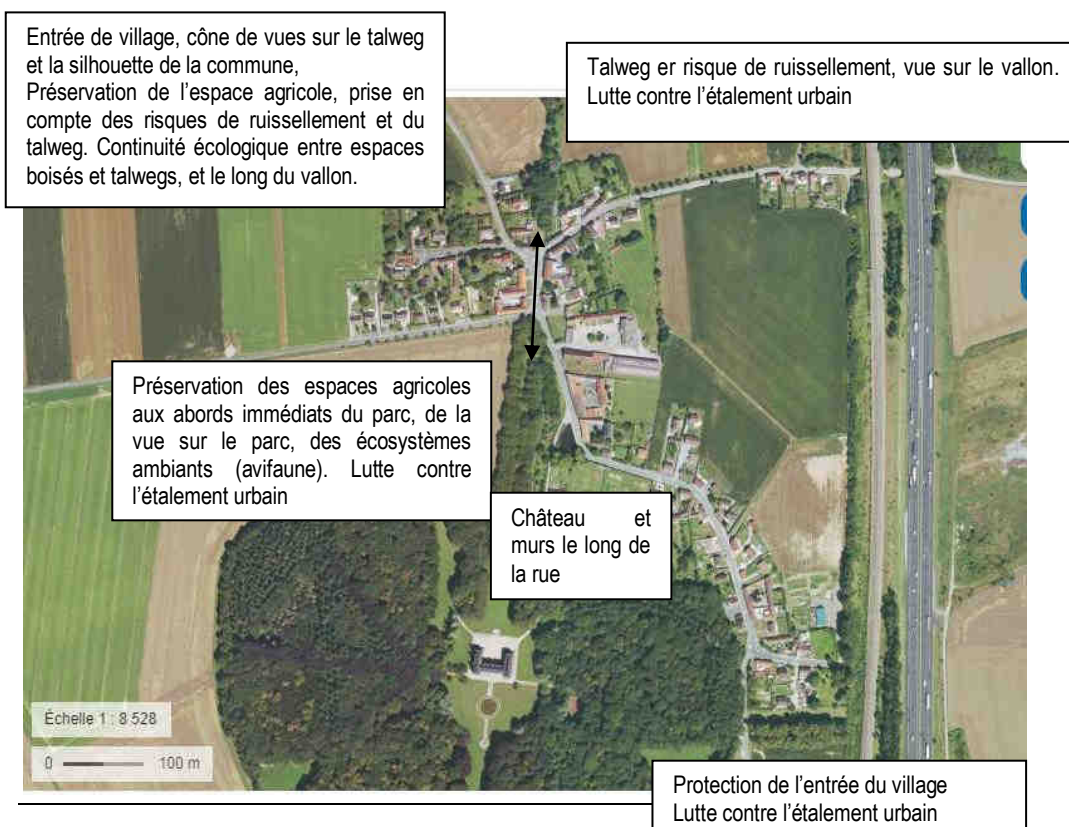 Entrée de village, cône de vues sur le talweg
et la silhouette de la commune,
Préservation de l'espace agricole, prise en
compte des risques de ruissellement et du
talweg. Continuité écologique entre espaces
boisés et talwegs, et le long du vallon.
Talweg er risque de ruissellement, vue sur le vallon.
Lutte contre l'étalement urbain
Préservation des espaces agricoles
aux abords immédiats du parc, de la
vue sur le parc, des écosystèmes
ambiants (avifaune). Lutte contre
l'étalement urbain
Château et
murs le long de
la rue
Échelle 1 : 8 528
0 100 m
Protection de l'entrée du village
Lutte contre l'étalement urbain